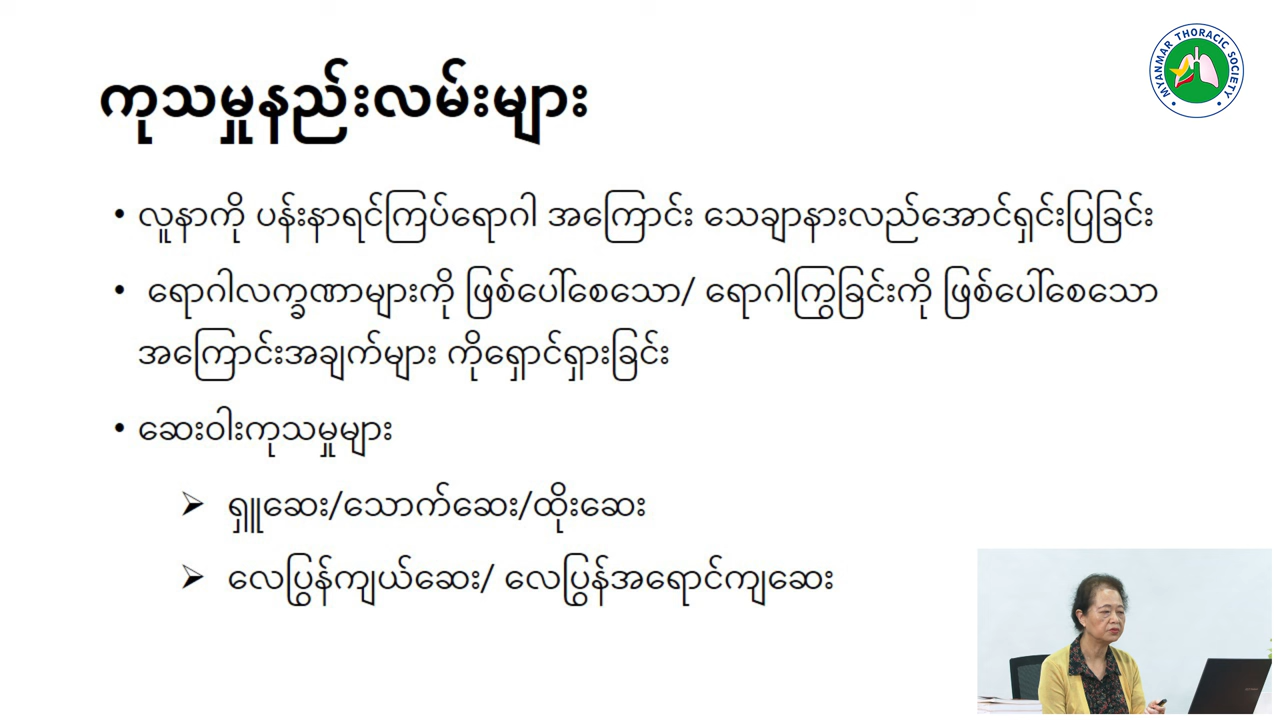 MYANMAR THORACIC SOCIETY
ကုသမှုနည်းလမ်းများ
• လူနာကို ပန်းနာရင်ကြပ်ရောဂါ အကြောင်း သေချာနားလည်အောင်ရှင်းပြခြင်း
• ရောဂါလက္ခဏာများကို ဖြစ်ပေါ်စေသော/ ရောဂါကြွခြင်းကို ဖြစ်ပေါ်စေသော
အကြောင်းအချက်များ ကိုရှောင်ရှားခြင်း
• ဆေးဝါးကုသမှုများ
➢ ရှူဆေး/သောက်ဆေး/ထိုးဆေး
➢ လေပြွန်ကျယ်ဆေး/ လေပြွန်အရောင်ကျဆေး